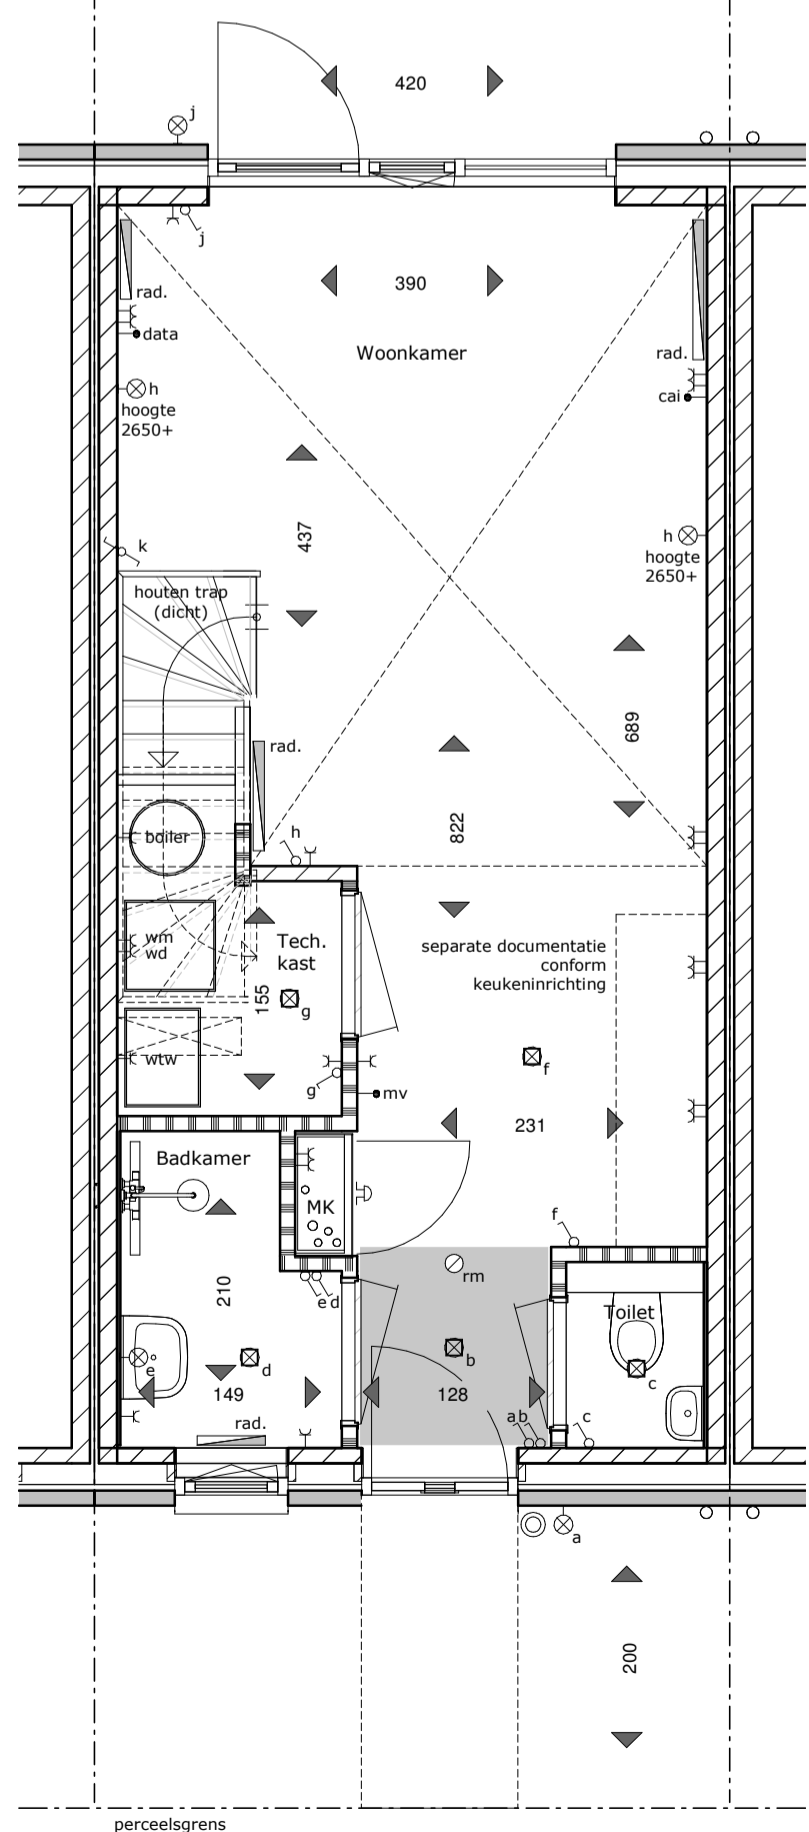 420
j
j
390
rad.
data
Woonkamer
rad.
cai
h
hoogte
2650+
437
h
hoogte
2650+
k
houten trap
(dicht)
689
rad.
822
boiler
h
wm
wd
Tech.
kast
separate documentatie
conform
keukeninrichting
155
g
wtw
f
g
mv
231
Badkamer
MK
f
rm
210
e d
Toilet
b
e
d
c
149
128
rad.
a b
c
a
200
perceelsgrens